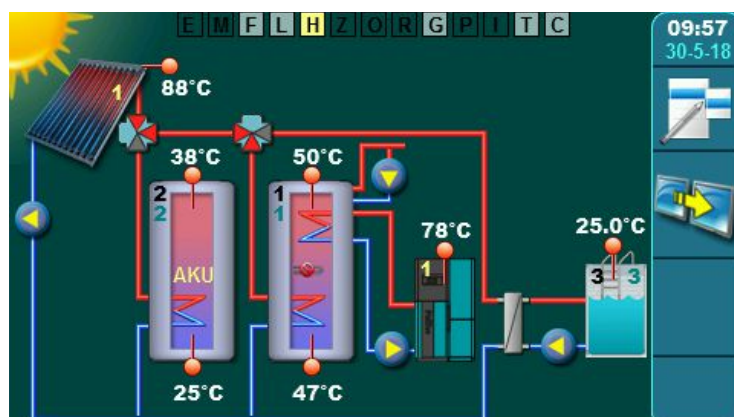 E M F L H Z O R G P I T C
09:57
30-5-18
1
88°C
38°C
50°C
2
2
1
1
78°C
25.0°C
AKU
1
3 3
25°C
47°C